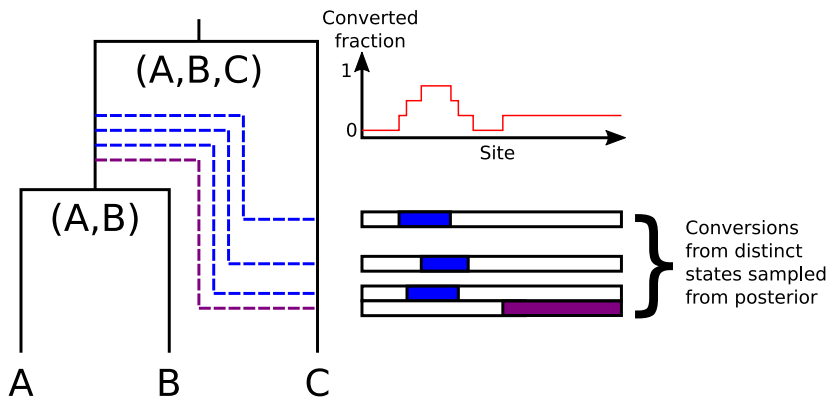 (A,B,C)
(A,B)
A
B
C
Converted
fraction
1
0
Site
Conversions
from distinct
states sampled
from posterior